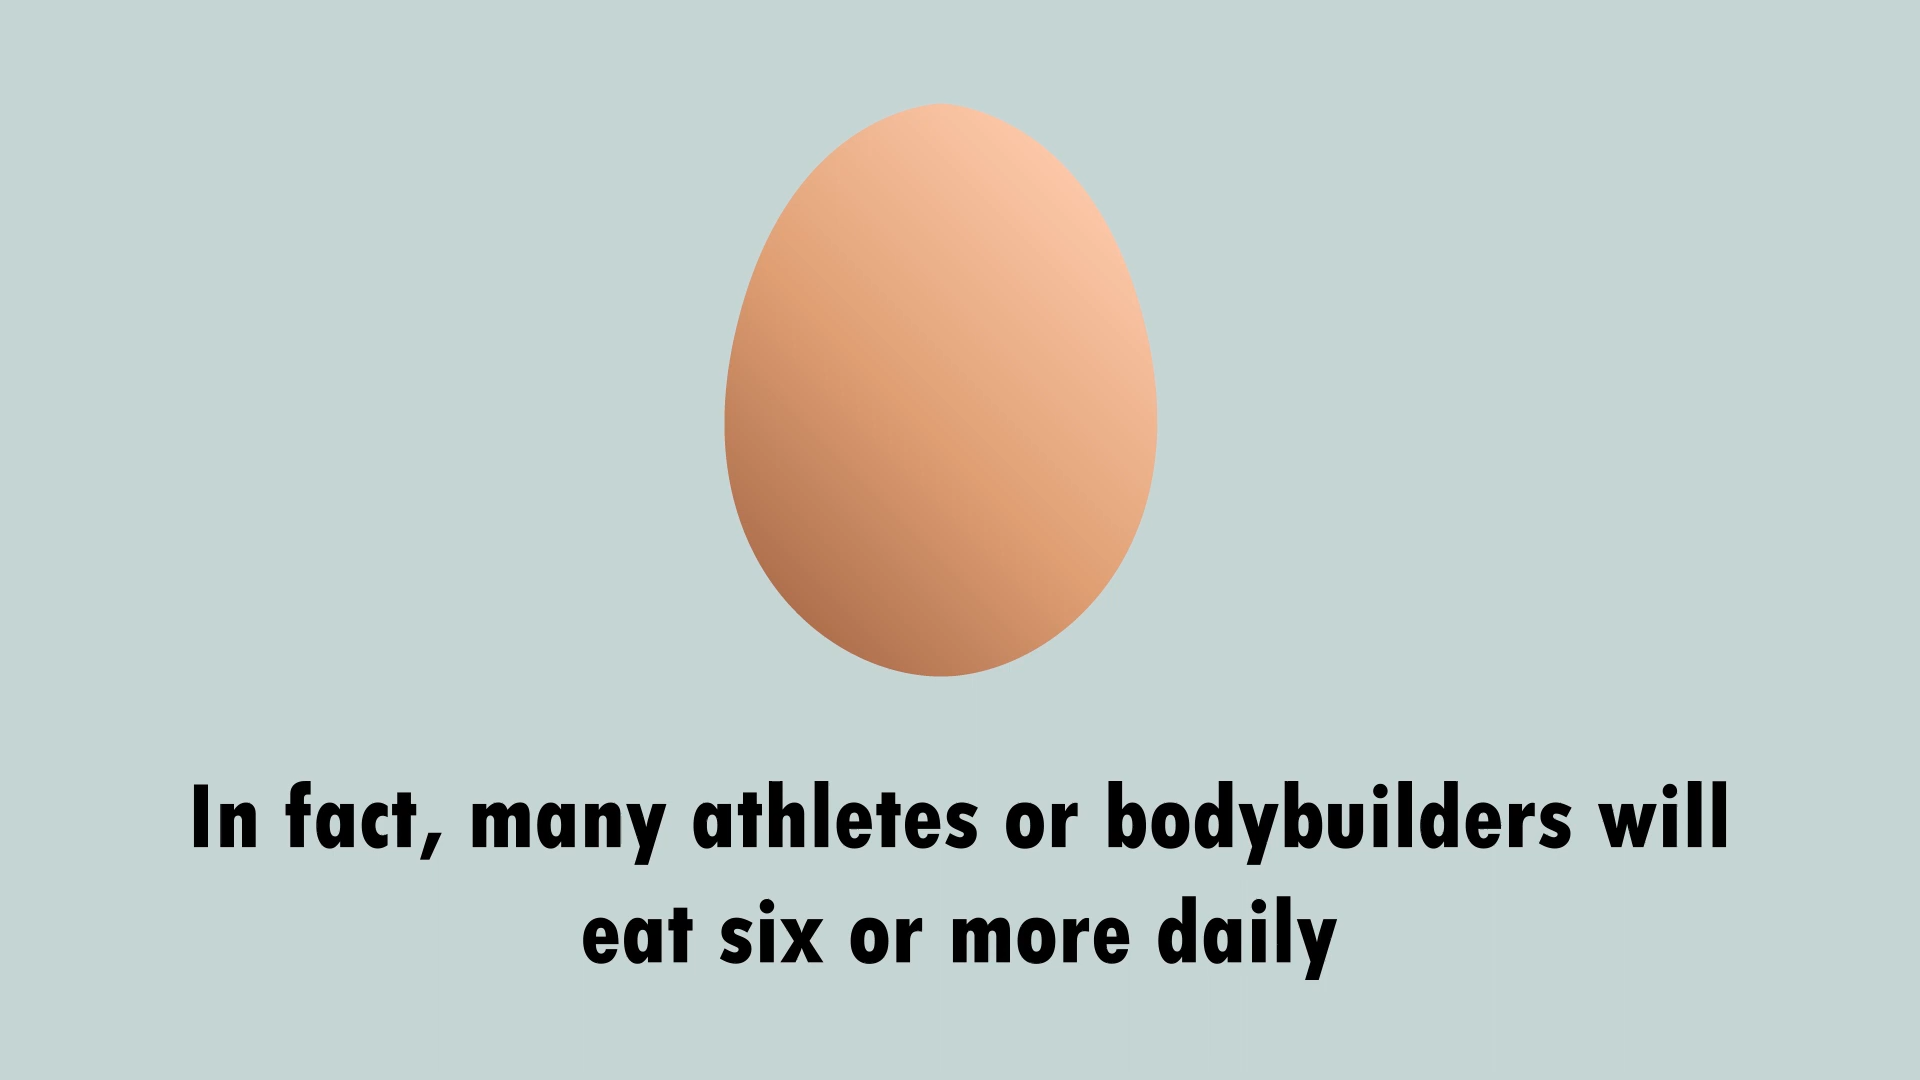 In fact, many athletes or bodybuilders will
eat six or more daily